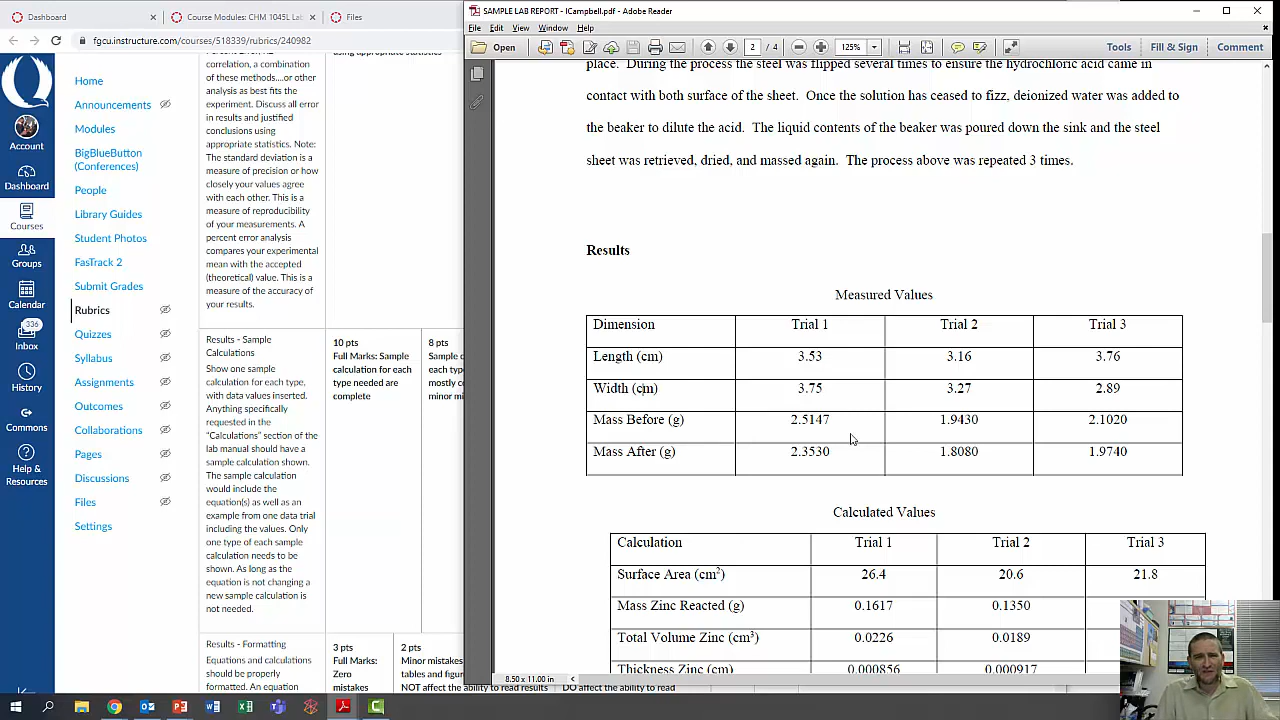 Dashboard
Course Modules: CHM 1045L Lab
Files
SAMPLE LAB REPORT - ICampbell.pdf - Adobe Reader
fgcu.instructure.com/courses/518339/rubrics/240982
File Edit View Window Help
Open
2 / 4
125%
Tools
Fill & Sign
Comment
Account
Dashboard
Courses
Groups
Calendar
336
Inbox
History
Commons
Help &
Resources
Home
Announcements
Modules
BigBlueButton
(Conferences)
People
Library Guides
Student Photos
FasTrack 2
Submit Grades
Rubrics
Quizzes
Syllabus
Assignments
Outcomes
Collaborations
Pages
Discussions
Files
Settings
using appropriate statistics
correlation, a combination
of these methods....or other
analysis as best fits the
experiment. Discuss all error
in results and justified
conclusions using
appropriate statistics. Note:
The standard deviation is a
measure of precision or how
closely your values agree
with each other. This is a
measure of reproducibility
of your measurements. A
percent error analysis
compares your experimental
mean with the accepted
(theoretical) value. This is a
measure of the accuracy of
your results.
Results - Sample
Calculations
Show one sample
calculation for each type,
with data values inserted.
Anything specifically
requested in the
"Calculations" section of the
lab manual should have a
sample calculation shown.
The sample calculation
would include the
equation(s) as well as an
example from one data trial
including the values. Only
one type of each sample
calculation needs to be
shown. As long as the
equation is not changing a
new sample calculation is
not needed.
10 pts
Full Marks: Sample
calculation for each
type needed are
complete
8 pts
Sample c
mostly c
minor mi
Results - Formatting
Equations and calculations
should be properly
formatted. An equation
3 pts
Full Marks:
Zero
mistakes
2 pts
Minor mistakes
tables and figur
NOT affect the ability to read results
DO affect the ability to read
place. During the process the steel was flipped several times to ensure the hydrochloric acid came in
contact with both surface of the sheet. Once the solution has ceased to fizz, deionized water was added to
the beaker to dilute the acid. The liquid contents of the beaker was poured down the sink and the steel
sheet was retrieved, dried, and massed again. The process above was repeated 3 times.
Results
Measured Values
Dimension Trial 1 Trial 2 Trial 3
Length (cm) 3.53 3.16 3.76
Width (cm) 3.75 3.27 2.89
Mass Before (g) 2.5147 1.9430 2.1020
Mass After (g) 2.3530 1.8080 1.9740
Calculated Values
Calculation Trial 1 Trial 2 Trial 3
Surface Area (cm²) 26.4 20.6 21.8
Mass Zinc Reacted (g) 0.1617 0.1350
Total Volume Zinc (cm³) 0.0226 0.0189
Thickness Zinc (cm) 0.000856 0.000917
8.50 x 11.00 in